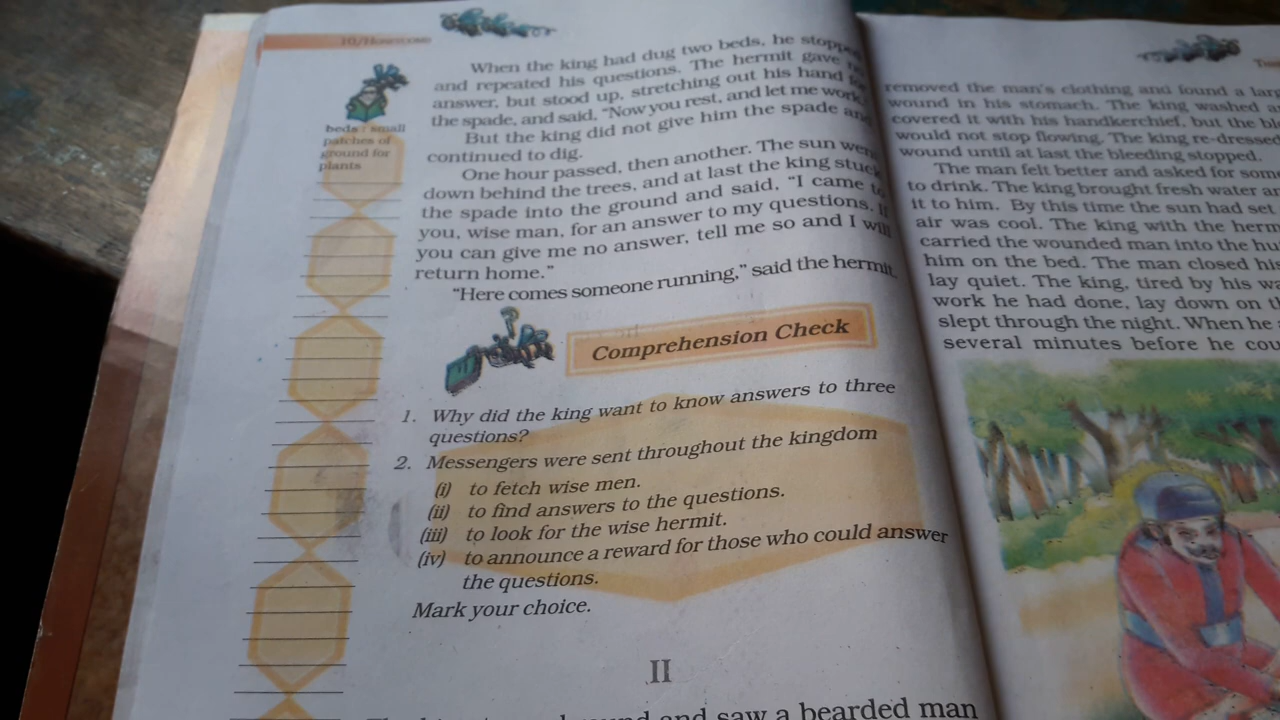 10/HONEYCOMB
beds : small
patches of
ground for
plants
When the king had dug two beds, he stopped
and repeated his questions. The hermit gave no
answer, but stood up, stretching out his hand for
the spade, and said, “Now you rest, and let me work.”
But the king did not give him the spade and
continued to dig.
One hour passed, then another. The sun went
down behind the trees, and at last the king stuck
the spade into the ground and said, “I came to
you, wise man, for an answer to my questions. If
you can give me no answer, tell me so and I will
return home.”
“Here comes someone running,” said the hermit.
Comprehension Check
1. Why did the king want to know answers to three
questions?
2. Messengers were sent throughout the kingdom
(i) to fetch wise men.
(ii) to find answers to the questions.
(iii) to look for the wise hermit.
(iv) to announce a reward for those who could answer
the questions.
Mark your choice.
II
and saw a bearded man
removed the man's clothing and found a
wound in his stomach. The king washed
covered it with his handkerchief, but the
would not stop flowing. The king re-dressed
wound until at last the bleeding stopped.
The man felt better and asked for
to drink. The king brought fresh water
it to him. By this time the sun had set
air was cool. The king with the
carried the wounded man into the
him on the bed. The man closed his
lay quiet. The king, tired by his
work he had done, lay down on
slept through the night. When he
several minutes before he